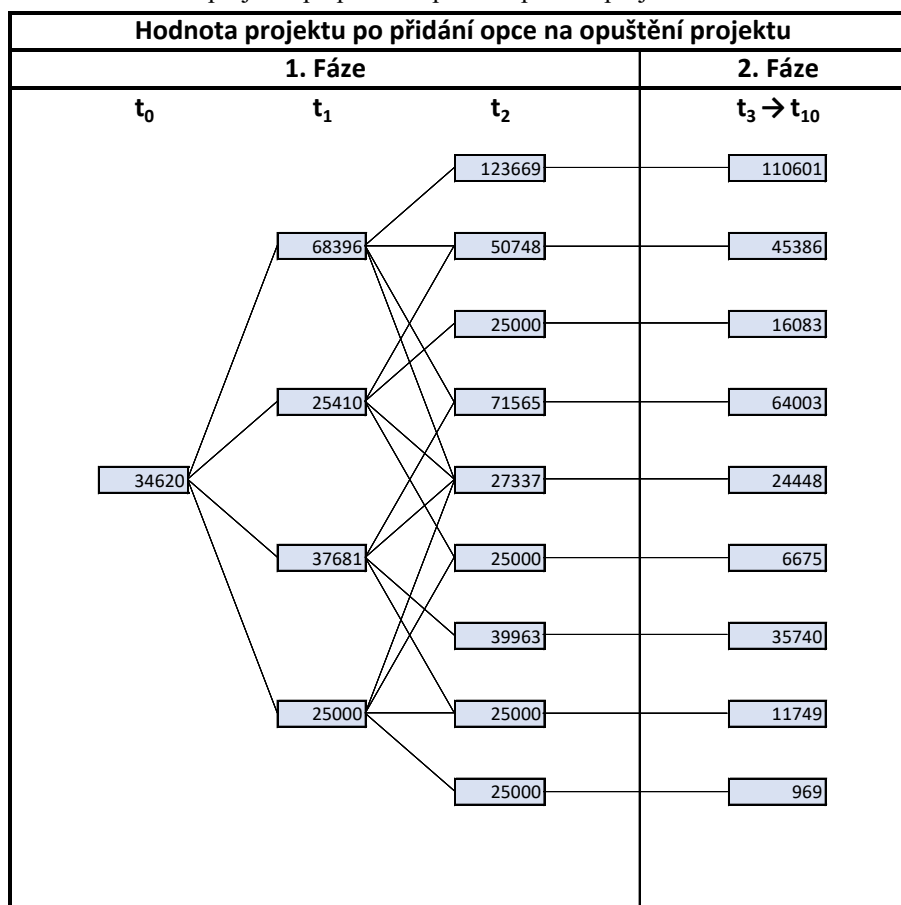 Hodnota projektu po přidání opce na opuštění projektu
1. Fáze 2. Fáze
t₀ t₁ t₂ t₃ → t₁₀
123669 110601
68396 50748 45386
25000 16083
25410 71565 64003
34620 27337 24448
37681 25000 6675
39963 35740
25000 25000 11749
25000 969